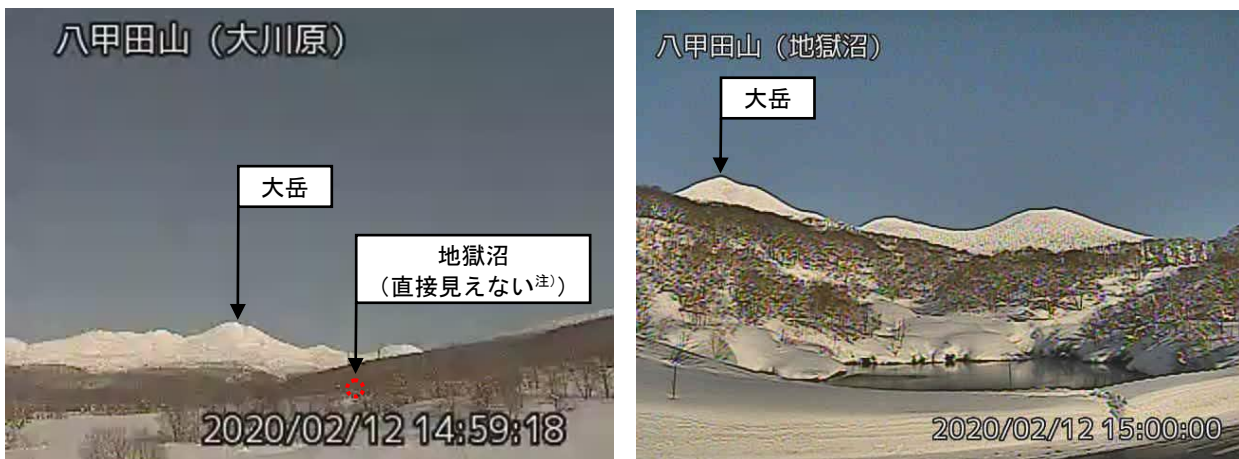 八甲田山（大川原）
大岳
地獄沼
（直接見えない注)）
2020/02/12 14:59:18
八甲田山（地獄沼）
大岳
2020/02/12 15:00:00